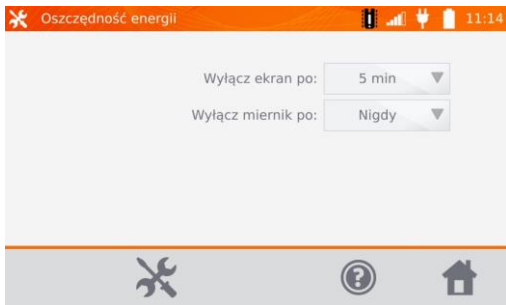 Oszczędność energii 11:14
Wyłącz ekran po: 5 min
Wyłącz miernik po: Nigdy